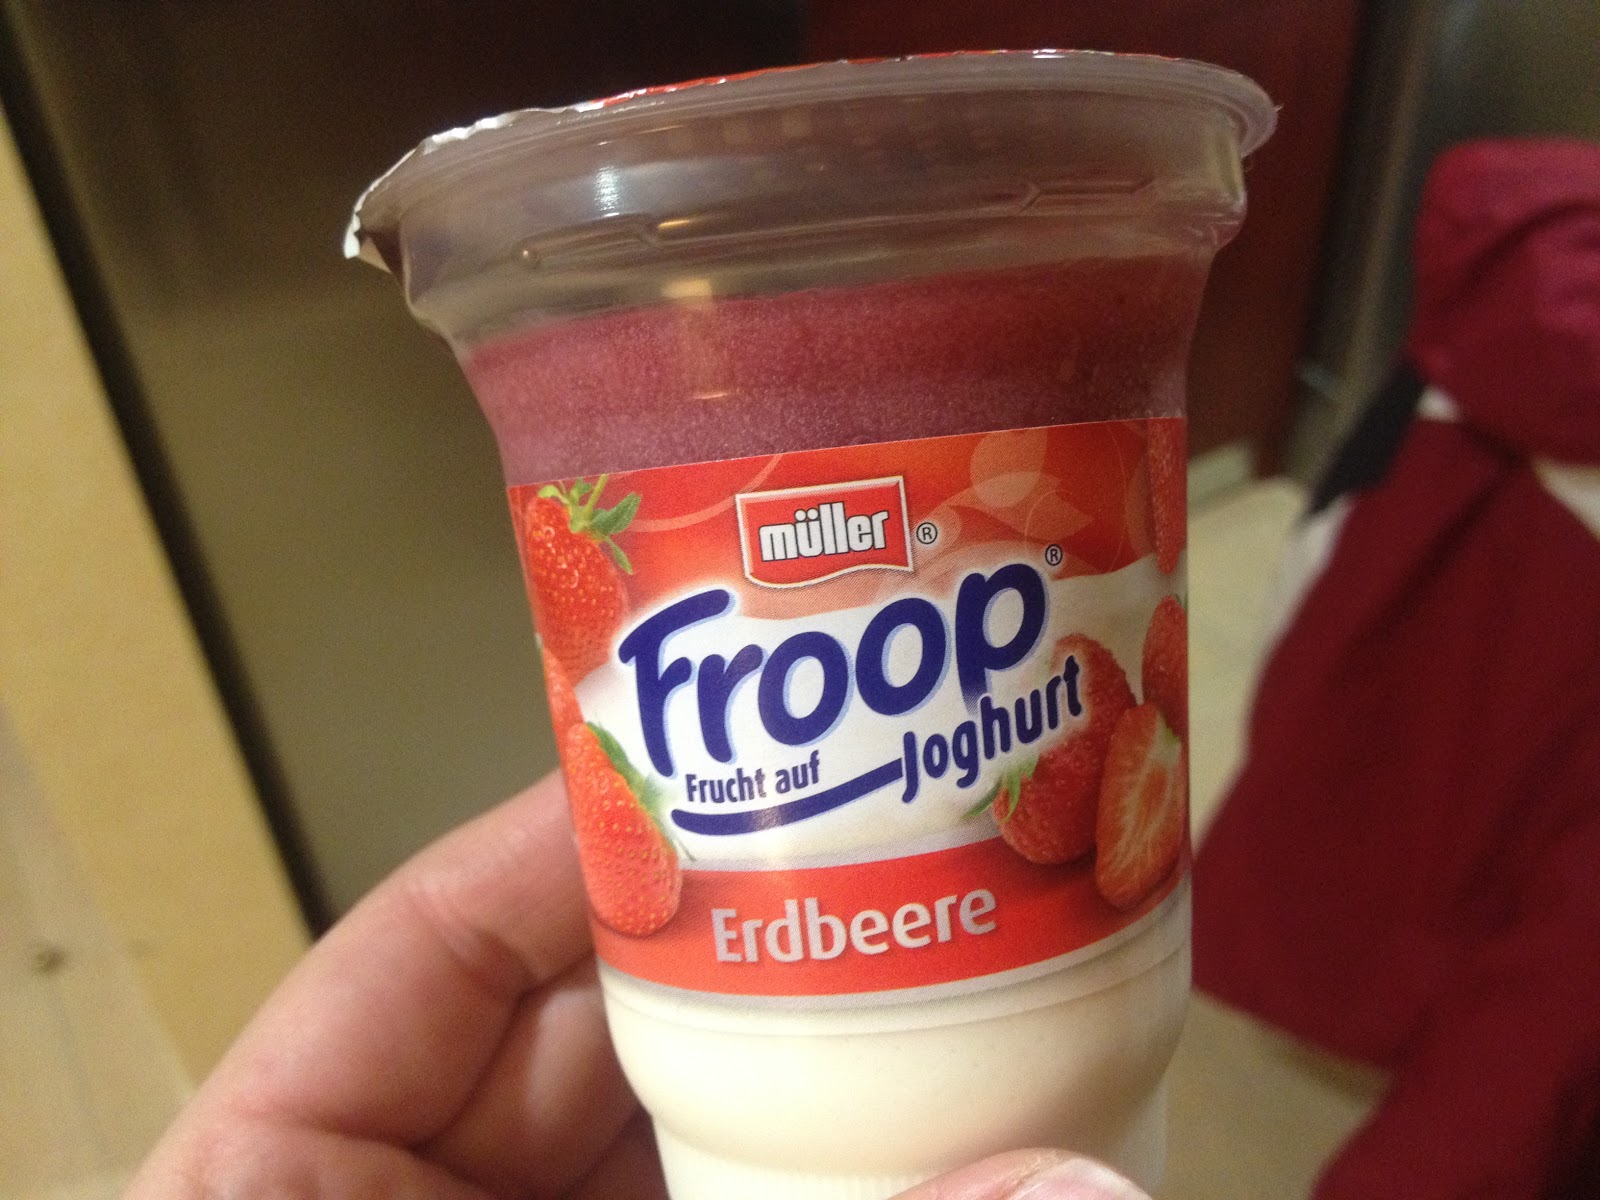 müller®
Froop®
Frucht auf Joghurt
Erdbeere